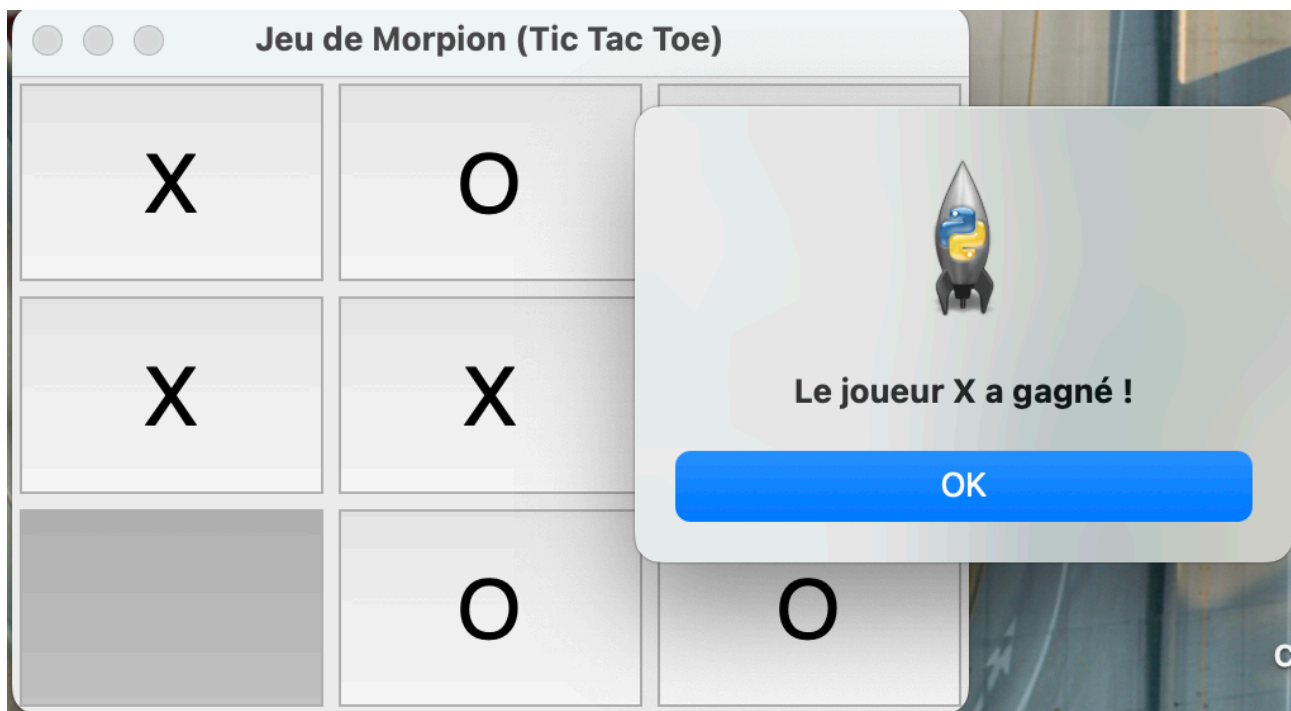 Jeu de Morpion (Tic Tac Toe)
X O
X X
Le joueur X a gagné !
OK
O O